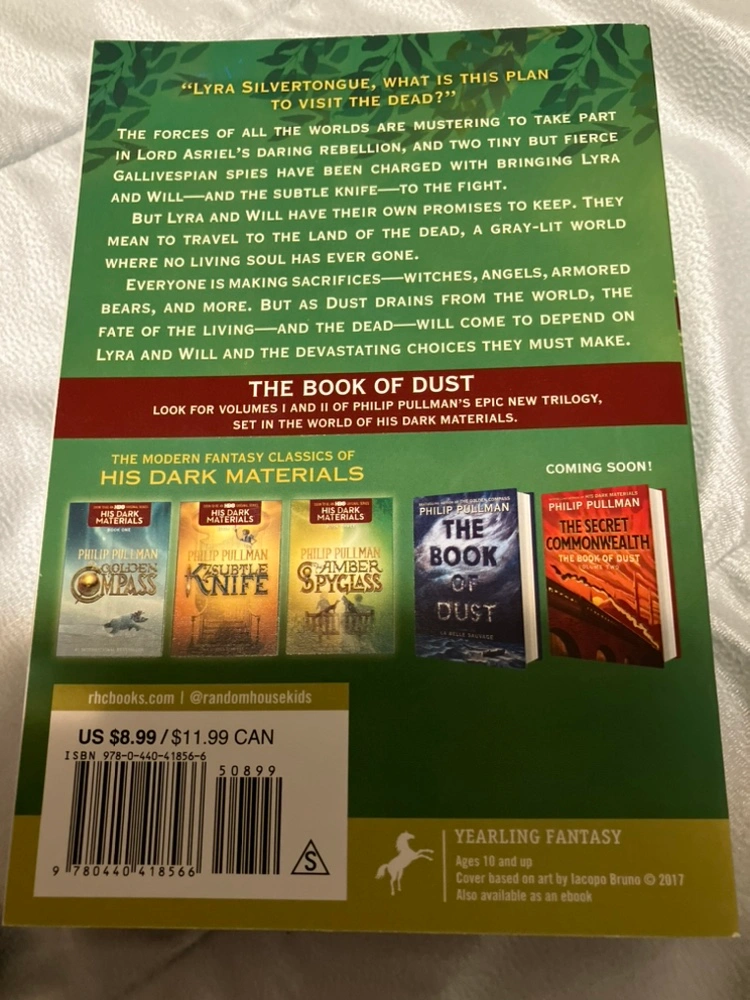 “LYRA SILVERTONGUE, WHAT IS THIS PLAN
TO VISIT THE DEAD?”
THE FORCES OF ALL THE WORLDS ARE MUSTERING TO TAKE PART
IN LORD ASRIEL’S DARING REBELLION, AND TWO TINY BUT FIERCE
GALLIVESPIAN SPIES HAVE BEEN CHARGED WITH BRINGING LYRA
AND WILL—AND THE SUBTLE KNIFE—TO THE FIGHT.
BUT LYRA AND WILL HAVE THEIR OWN PROMISES TO KEEP. THEY
MEAN TO TRAVEL TO THE LAND OF THE DEAD, A GRAY-LIT WORLD
WHERE NO LIVING SOUL HAS EVER GONE.
EVERYONE IS MAKING SACRIFICES—WITCHES, ANGELS, ARMORED
BEARS, AND MORE. BUT AS DUST DRAINS FROM THE WORLD, THE
FATE OF THE LIVING—AND THE DEAD—WILL COME TO DEPEND ON
LYRA AND WILL AND THE DEVASTATING CHOICES THEY MUST MAKE.
THE BOOK OF DUST
LOOK FOR VOLUMES I AND II OF PHILIP PULLMAN’S EPIC NEW TRILOGY,
SET IN THE WORLD OF HIS DARK MATERIALS.
THE MODERN FANTASY CLASSICS OF
HIS DARK MATERIALS
COMING SOON!
HIS DARK
MATERIALS
BOOK ONE
PHILIP PULLMAN
GOLDEN
COMPASS
HIS DARK
MATERIALS
PHILIP PULLMAN
SUBTLE
KNIFE
HIS DARK
MATERIALS
PHILIP PULLMAN
AMBER
SPYGLASS
PHILIP PULLMAN
THE
BOOK
OF
DUST
LA BELLE SAUVAGE
PHILIP PULLMAN
THE SECRET
COMMONWEALTH
THE BOOK OF DUST
rhcbooks.com | @randomhousekids
US $8.99 / $11.99 CAN
ISBN 978-0-440-41856-6
50899
9 780440 418566
S
YEARLING FANTASY
Ages 10 and up
Cover based on art by Iacopo Bruno © 2017
Also available as an ebook